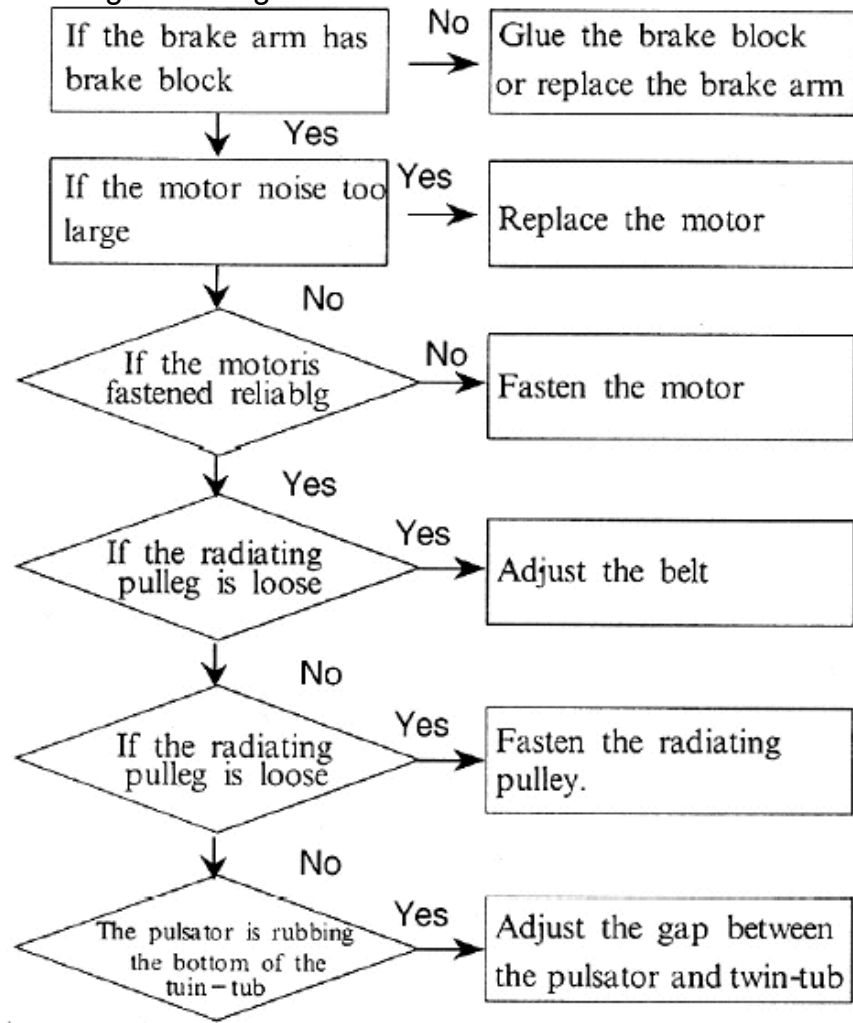 If the brake arm has
brake block
No
Glue the brake block
or replace the brake arm
Yes
If the motor noise too
large
Yes
Replace the motor
No
If the motoris
fastened reliablg
No
Fasten the motor
Yes
If the radiating
pulleg is loose
Yes
Adjust the belt
No
If the radiating
pulleg is loose
Yes
Fasten the radiating
pulley.
No
The pulsator is rubbing
the bottom of the
tuin-tub
Yes
Adjust the gap between
the pulsator and twin-tub